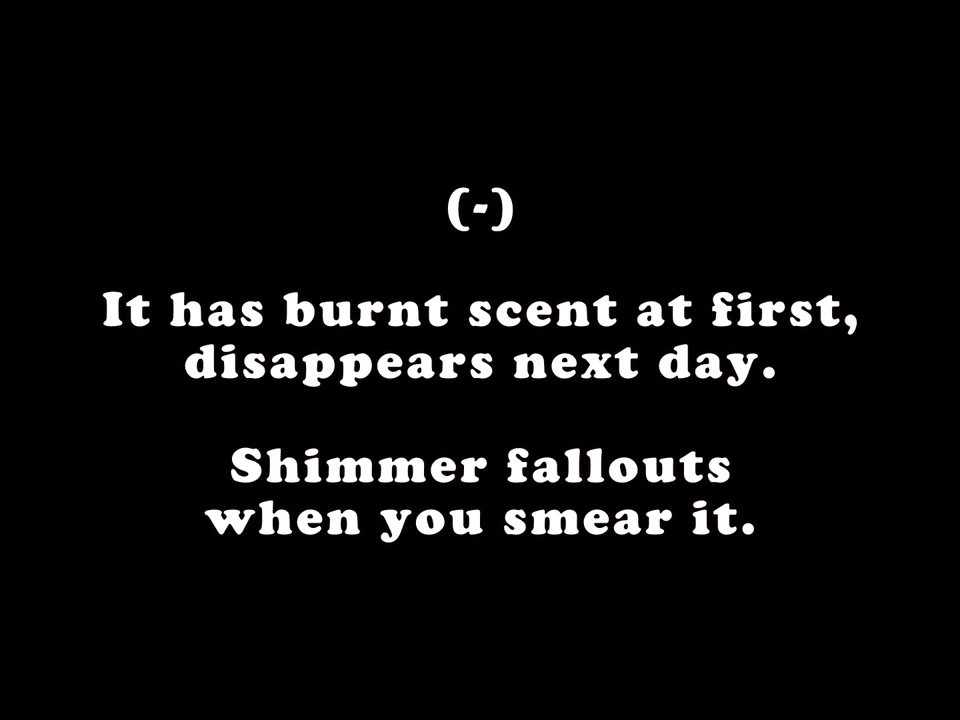 (-)
It has burnt scent at first,
disappears next day.
Shimmer fallouts
when you smear it.